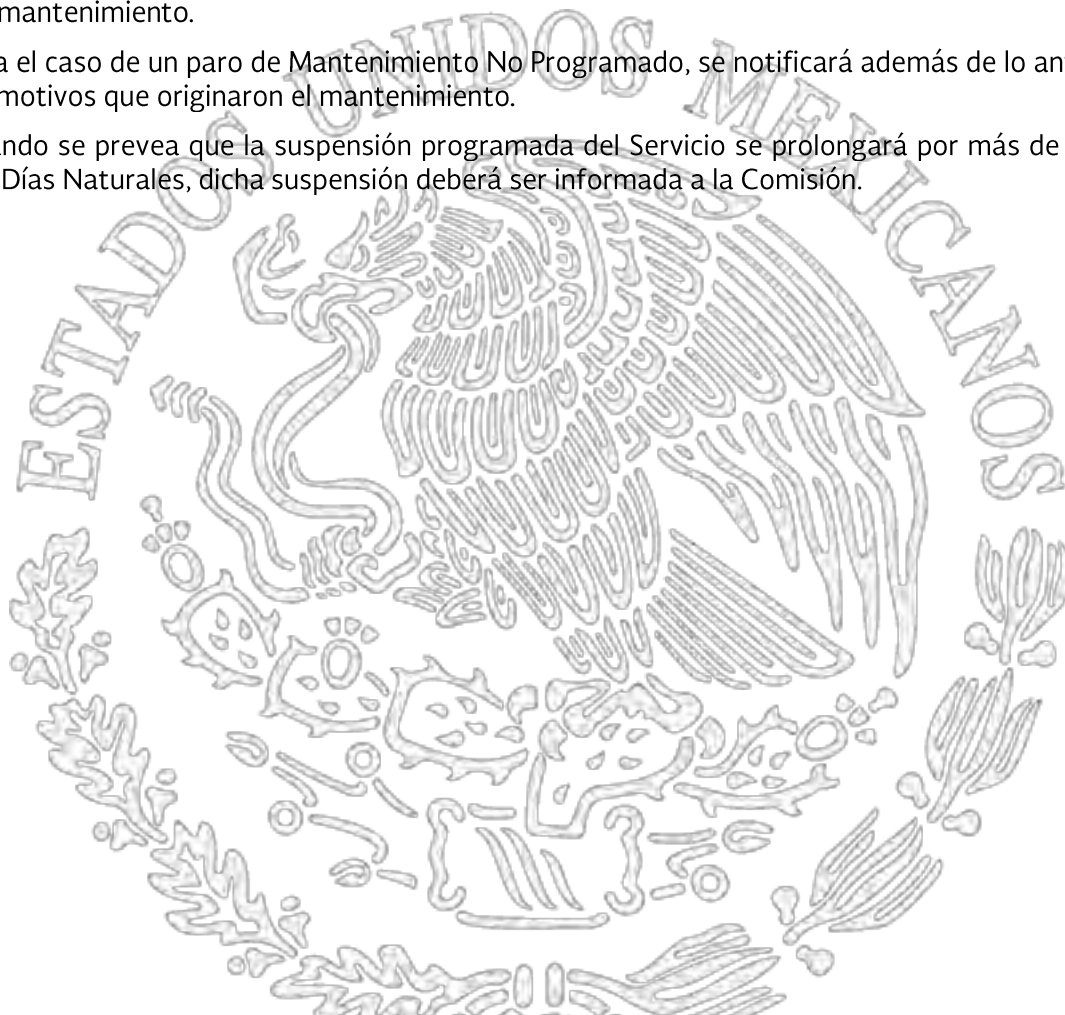 mantenimiento.
a el caso de un paro de Mantenimiento No Programado, se notificará además de lo an
motivos que originaron el mantenimiento.
ndo se prevea que la suspensión programada del Servicio se prolongará por más de
Días Naturales, dicha suspensión deberá ser informada a la Comisión.
ESTADOS UNIDOS MEXICANOS